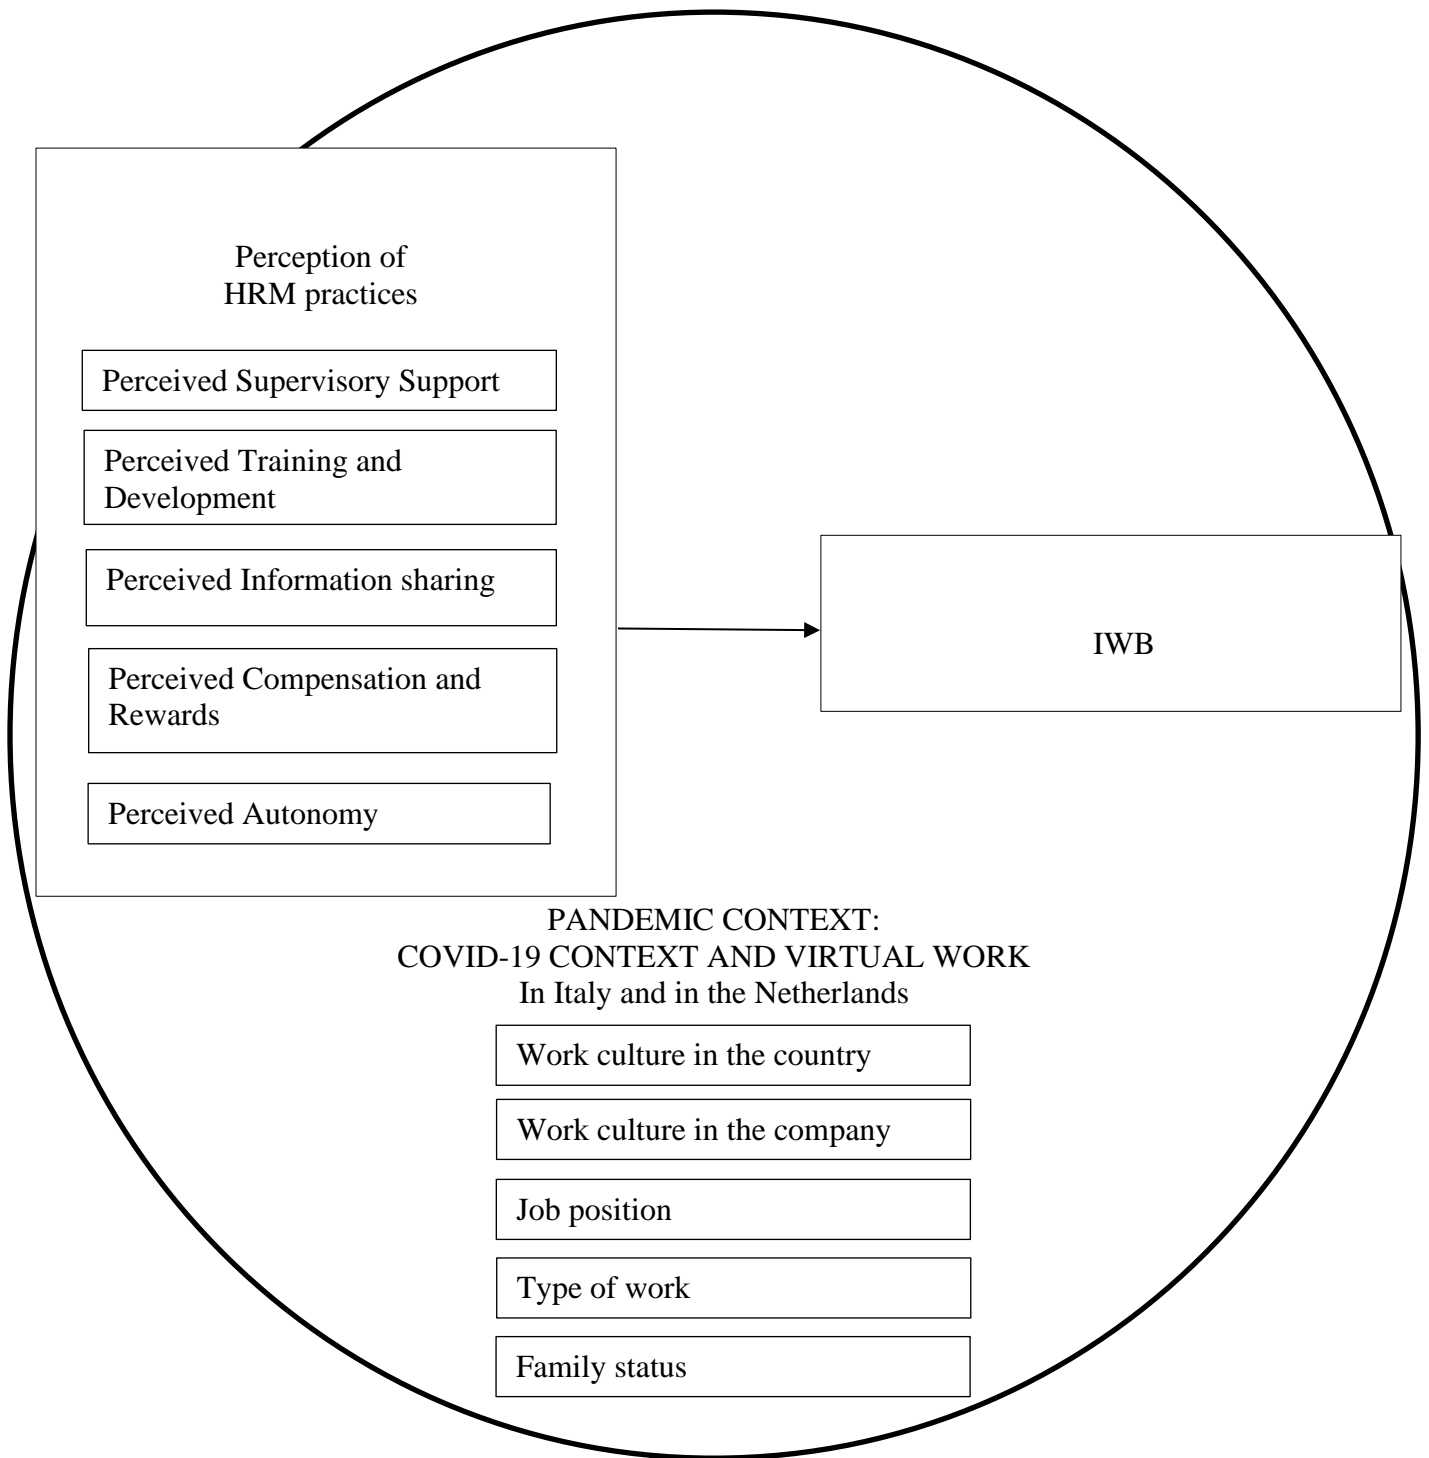 Perception of
HRM practices
Perceived Supervisory Support
Perceived Training and
Development
Perceived Information sharing
Perceived Compensation and
Rewards
Perceived Autonomy
IWB
PANDEMIC CONTEXT:
COVID-19 CONTEXT AND VIRTUAL WORK
In Italy and in the Netherlands
Work culture in the country
Work culture in the company
Job position
Type of work
Family status